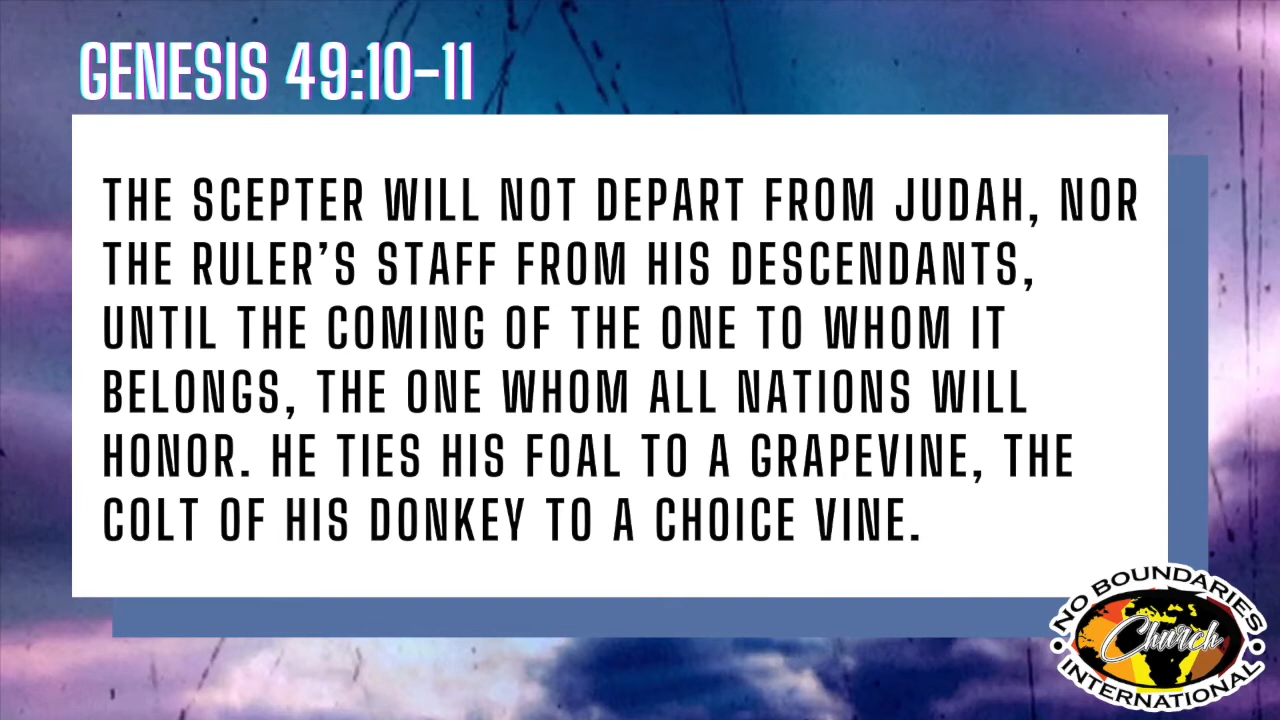 GENESIS 49:10-11
THE SCEPTER WILL NOT DEPART FROM JUDAH, NOR
THE RULER’S STAFF FROM HIS DESCENDANTS,
UNTIL THE COMING OF THE ONE TO WHOM IT
BELONGS, THE ONE WHOM ALL NATIONS WILL
HONOR. HE TIES HIS FOAL TO A GRAPEVINE, THE
COLT OF HIS DONKEY TO A CHOICE VINE.
NO BOUNDARIES
Church
INTERNATIONAL